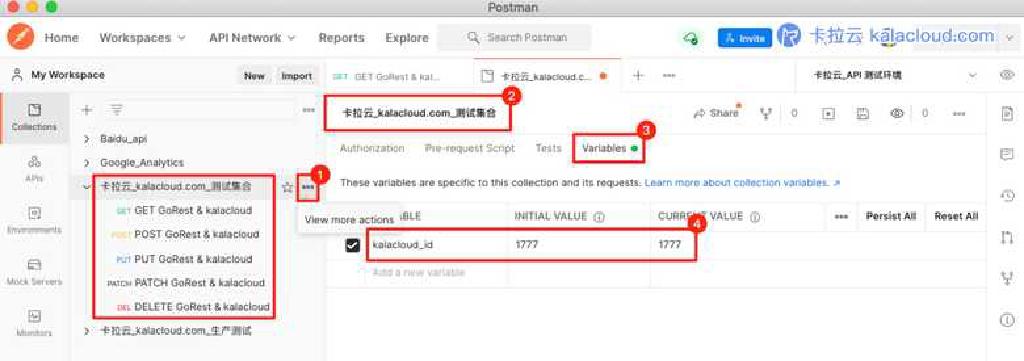 Postman
Home Workspaces API Network Reports Explore Search Postman Invite 卡拉云 kalacloud.com
My Workspace New Import GET GET GoRest & kal... 卡拉云_kalacloud.c... 卡拉云_API 测试环境
Collections
APIs
Environments
Mock Servers
Monitors
Baidu_api
Google_Analytics
卡拉云_kalacloud.com_测试集合
GET GET GoRest & kalacloud
POST POST GoRest & kalacloud
PUT PUT GoRest & kalacloud
PATCH PATCH GoRest & kalacloud
DEL DELETE GoRest & kalacloud
卡拉云_kalacloud.com_生产测试
1
View more actions
2
卡拉云_kalacloud.com_测试集合 Share 0 0
3
Authorization Pre-request Script Tests Variables
These variables are specific to this collection and its requests. Learn more about collection variables. ↗
ABLE INITIAL VALUE CURRENT VALUE Persist All Reset All
4
kalacloud_id 1777 1777
Add a new variable